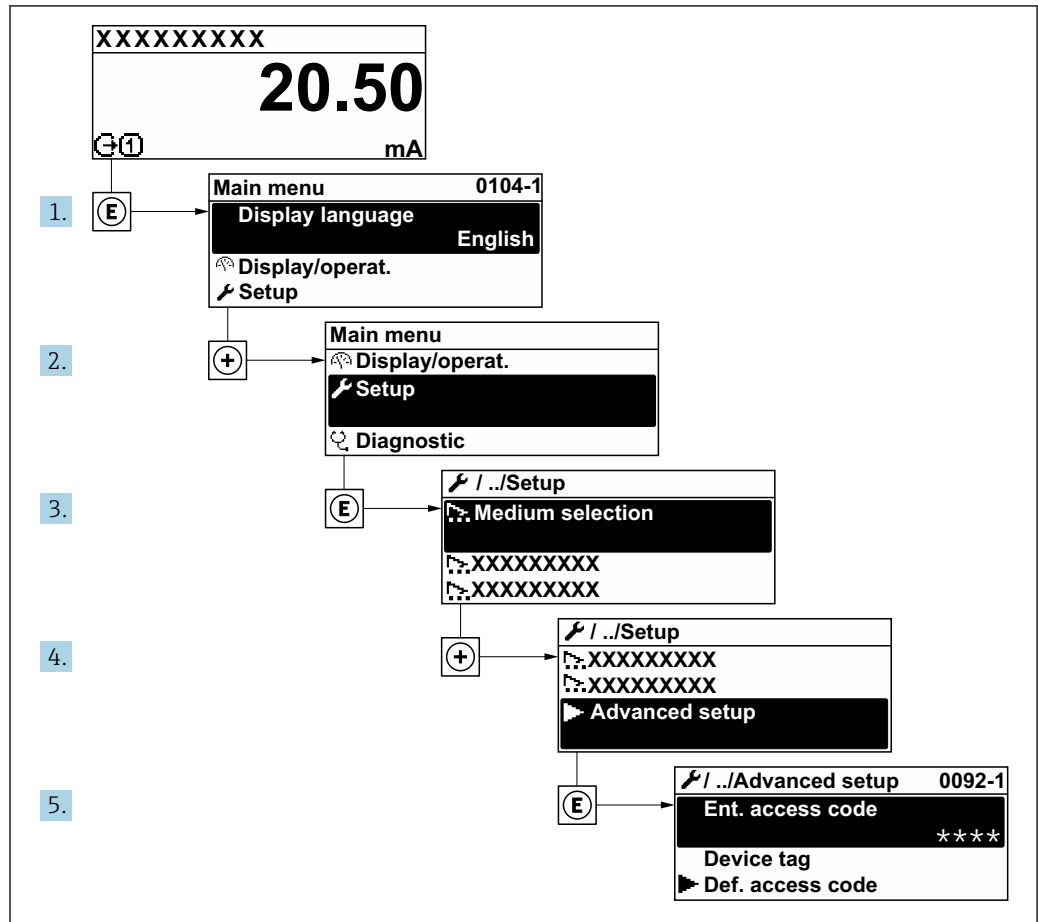 XXXXXXXXX
20.50
1 mA
1. E
Main menu 0104-1
Display language
English
Display/operat.
Setup
2. +
Main menu
Display/operat.
Setup
Diagnostic
3. E
/ ../Setup
Medium selection
XXXXXXXXX
XXXXXXXXX
4. +
/ ../Setup
XXXXXXXXX
XXXXXXXXX
Advanced setup
5. E
/ ../Advanced setup 0092-1
Ent. access code
****
Device tag
Def. access code